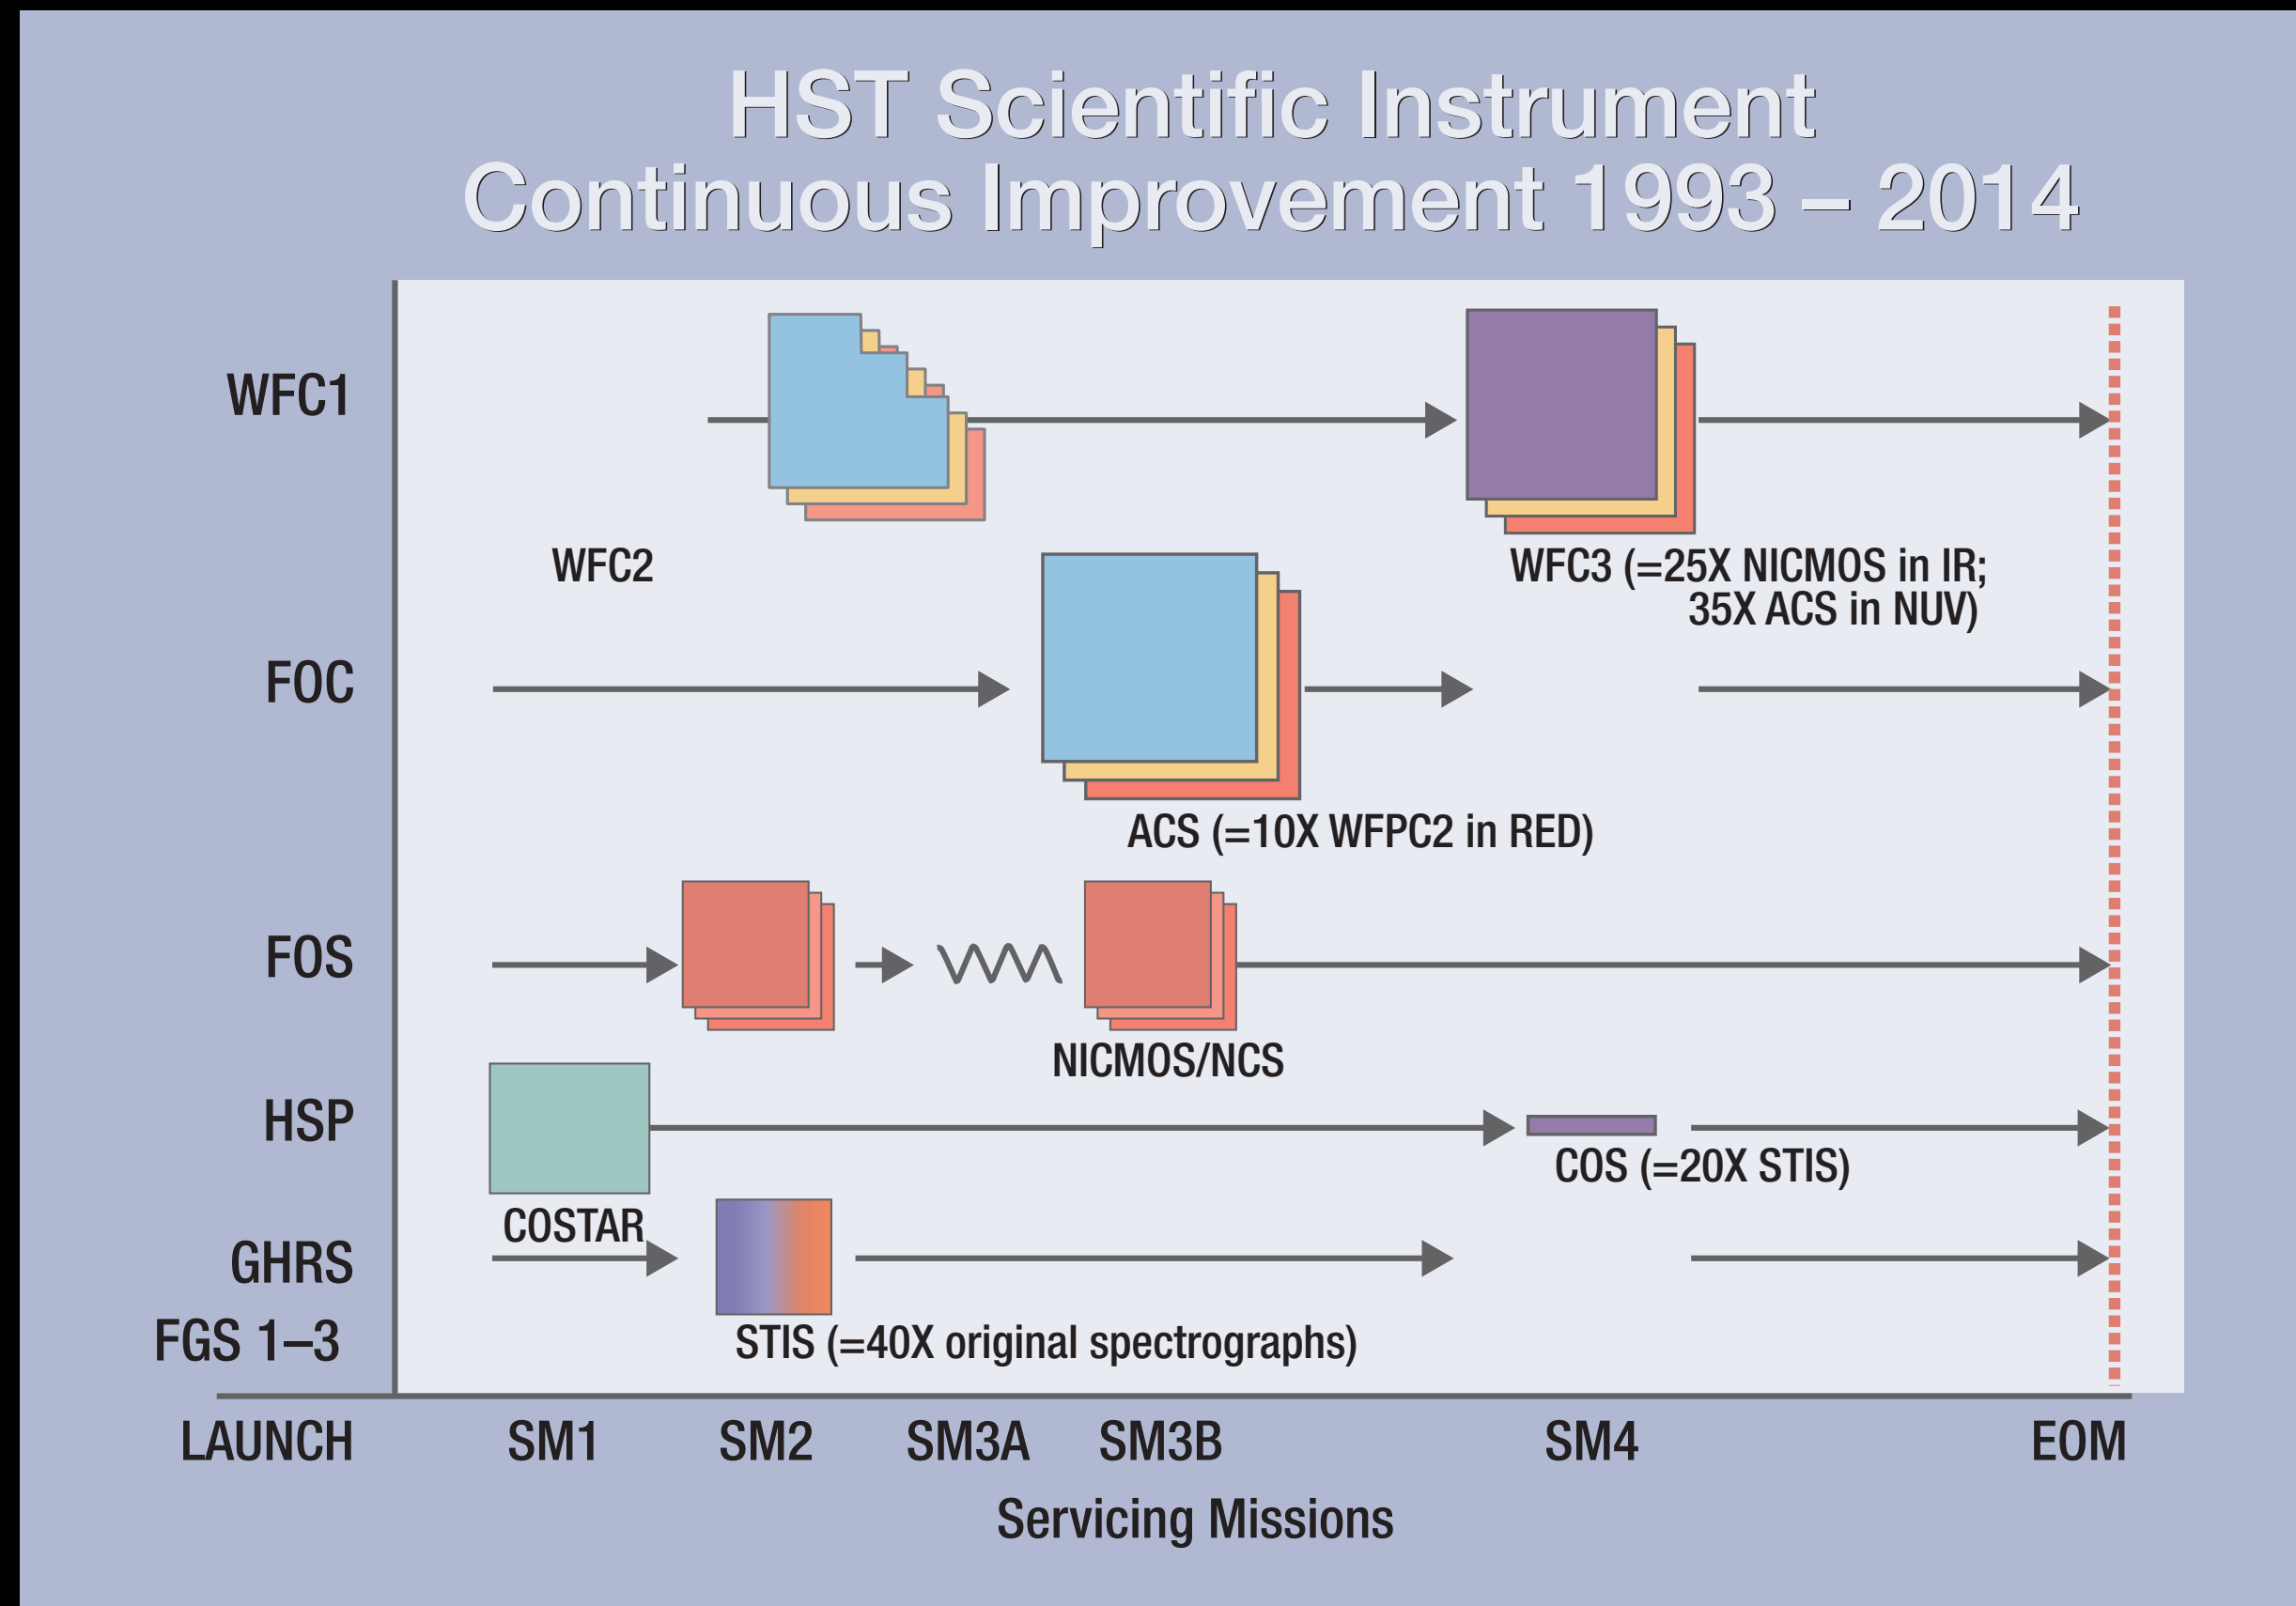 HST Scientific Instrument
Continuous Improvement 1993 – 2014
WFC1
WFC2
WFC3 (=25X NICMOS in IR;
35X ACS in NUV)
FOC
ACS (=10X WFPC2 in RED)
FOS
NICMOS/NCS
HSP
COS (=20X STIS)
COSTAR
GHRS
FGS 1–3
STIS (=40X original spectrographs)
LAUNCH SM1 SM2 SM3A SM3B SM4 EOM
Servicing Missions